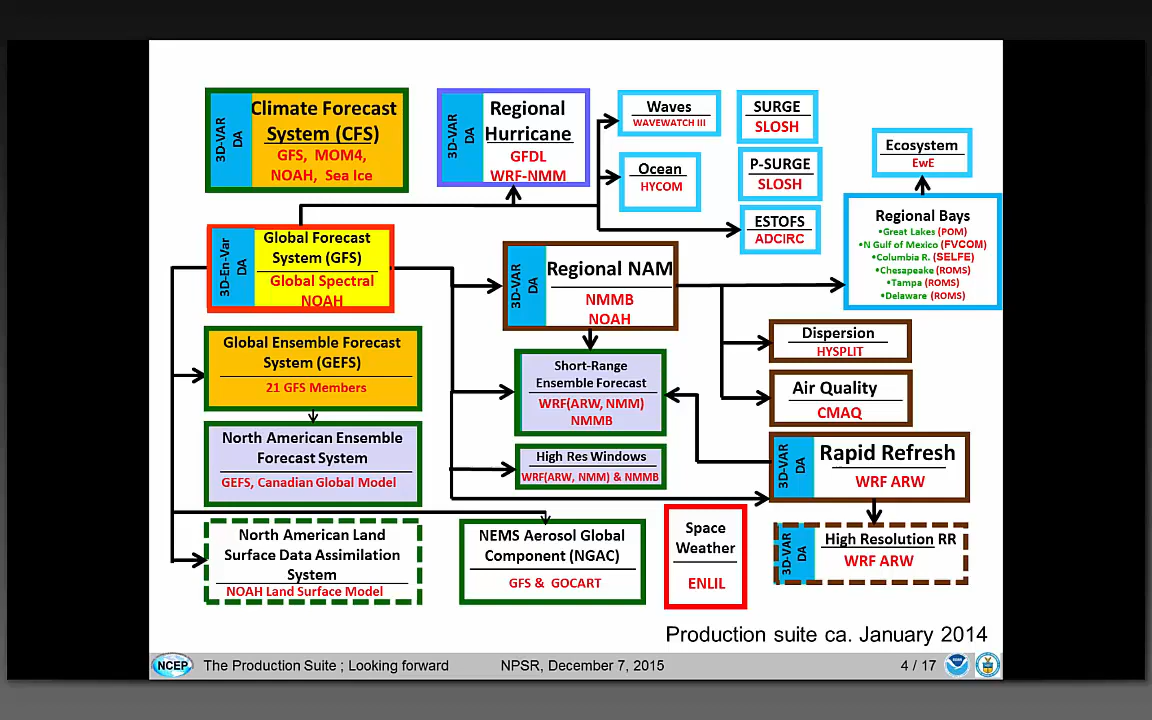 3D-VAR
DA
Climate Forecast
System (CFS)
GFS, MOM4,
NOAH, Sea Ice
3D-VAR
DA
Regional
Hurricane
GFDL
WRF-NMM
Waves
WAVEWATCH III
SURGE
SLOSH
Ocean
HYCOM
P-SURGE
SLOSH
ESTOFS
ADCIRC
Ecosystem
EwE
Regional Bays
•Great Lakes (POM)
•N Gulf of Mexico (FVCOM)
•Columbia R. (SELFE)
•Chesapeake (ROMS)
•Tampa (ROMS)
•Delaware (ROMS)
3D-En-Var
DA
Global Forecast
System (GFS)
Global Spectral
NOAH
3D-VAR
DA
Regional NAM
NMMB
NOAH
Dispersion
HYSPLIT
Global Ensemble Forecast
System (GEFS)
21 GFS Members
Short-Range
Ensemble Forecast
WRF(ARW, NMM)
NMMB
Air Quality
CMAQ
North American Ensemble
Forecast System
GEFS, Canadian Global Model
High Res Windows
WRF(ARW, NMM) & NMMB
3D-VAR
DA
Rapid Refresh
WRF ARW
North American Land
Surface Data Assimilation
System
NOAH Land Surface Model
NEMS Aerosol Global
Component (NGAC)
GFS & GOCART
Space
Weather
ENLIL
3D-VAR
DA
High Resolution RR
WRF ARW
Production suite ca. January 2014
NCEP
The Production Suite ; Looking forward
NPSR, December 7, 2015
4 / 17